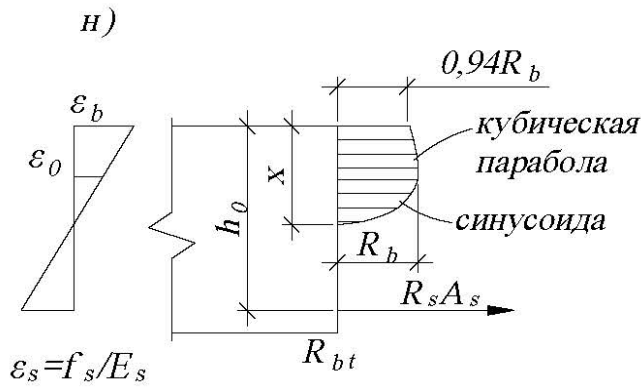 н)
0,94R_b
ε_b
кубическая
парабола
ε_0
x
h_0
синусоида
R_b
R_sA_s
R_bt
ε_s=f_s/E_s